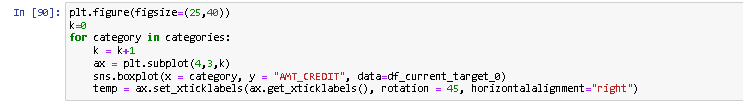 In [90]: plt.figure(figsize=(25,40))
k=0
for category in categories:
    k = k+1
    ax = plt.subplot(4,3,k)
    sns.boxplot(x = category, y = "AMT_CREDIT", data=df_current_target_0)
    temp = ax.set_xticklabels(ax.get_xticklabels(), rotation = 45, horizontalalignment="right")